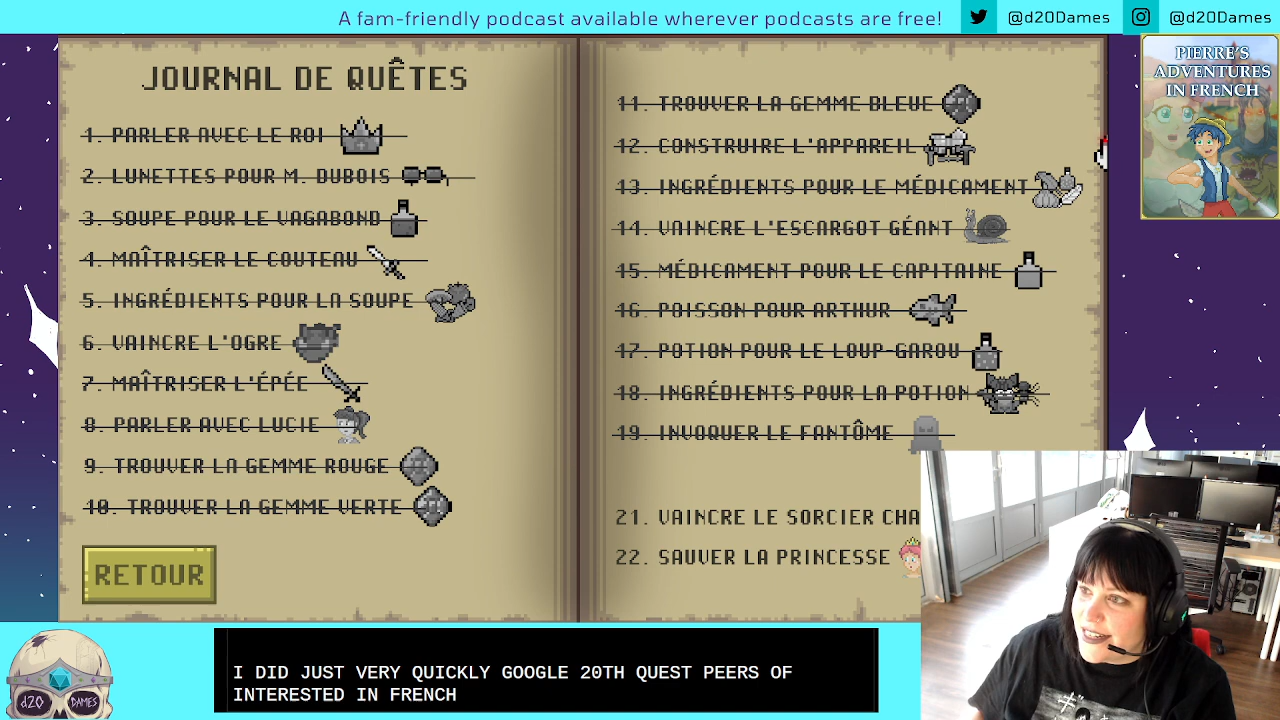 A fam-friendly podcast available wherever podcasts are free!
@d20Dames
@d20Dames
PIERRE'S
ADVENTURES
IN FRENCH
JOURNAL DE QUÊTES
1. PARLER AVEC LE ROI
2. LUNETTES POUR M. DUBOIS
3. SOUPE POUR LE VAGABOND
4. MAÎTRISER LE COUTEAU
5. INGRÉDIENTS POUR LA SOUPE
6. VAINCRE L'OGRE
7. MAÎTRISER L'ÉPÉE
8. PARLER AVEC LUCIE
9. TROUVER LA GEMME ROUGE
10. TROUVER LA GEMME VERTE
RETOUR
11. TROUVER LA GEMME BLEUE
12. CONSTRUIRE L'APPAREIL
13. INGRÉDIENTS POUR LE MÉDICAMENT
14. VAINCRE L'ESCARGOT GÉANT
15. MÉDICAMENT POUR LE CAPITAINE
16. POISSON POUR ARTHUR
17. POTION POUR LE LOUP-GAROU
18. INGRÉDIENTS POUR LA POTION
19. INVOQUER LE FANTÔME
21. VAINCRE LE SORCIER CHA
22. SAUVER LA PRINCESSE
d20 DAMES
I DID JUST VERY QUICKLY GOOGLE 20TH QUEST PEERS OF
INTERESTED IN FRENCH